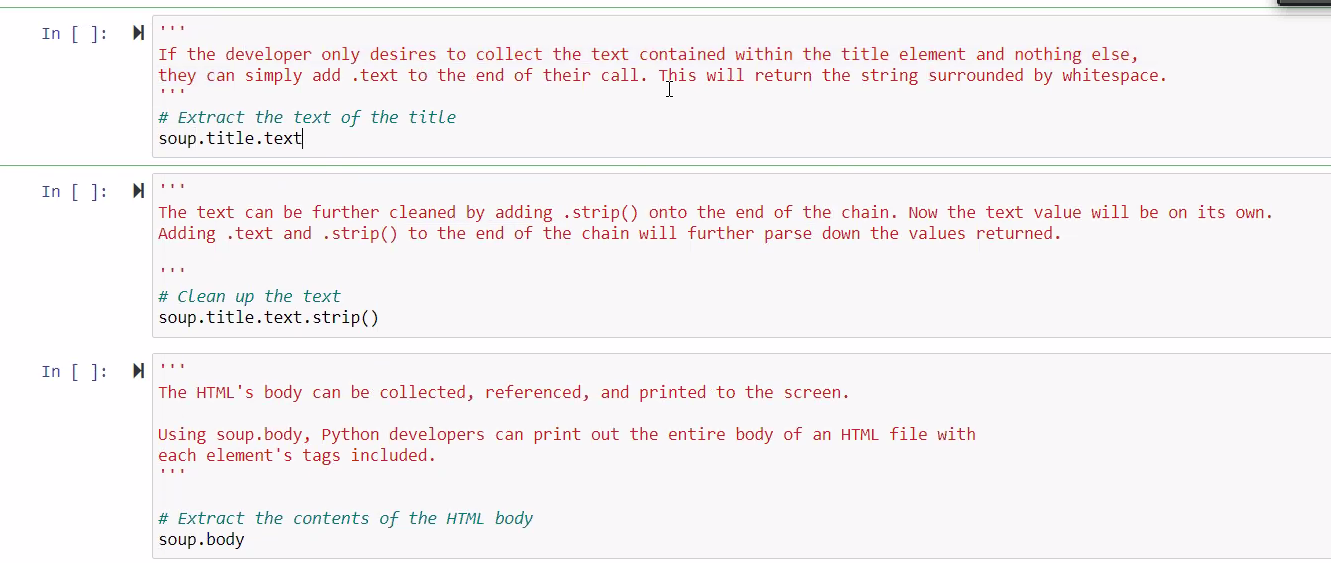 In [ ]:
'''
If the developer only desires to collect the text contained within the title element and nothing else,
they can simply add .text to the end of their call. This will return the string surrounded by whitespace.
'''
# Extract the text of the title
soup.title.text
In [ ]:
'''
The text can be further cleaned by adding .strip() onto the end of the chain. Now the text value will be on its own.
Adding .text and .strip() to the end of the chain will further parse down the values returned.
'''
# Clean up the text
soup.title.text.strip()
In [ ]:
'''
The HTML's body can be collected, referenced, and printed to the screen.
Using soup.body, Python developers can print out the entire body of an HTML file with
each element's tags included.
'''
# Extract the contents of the HTML body
soup.body